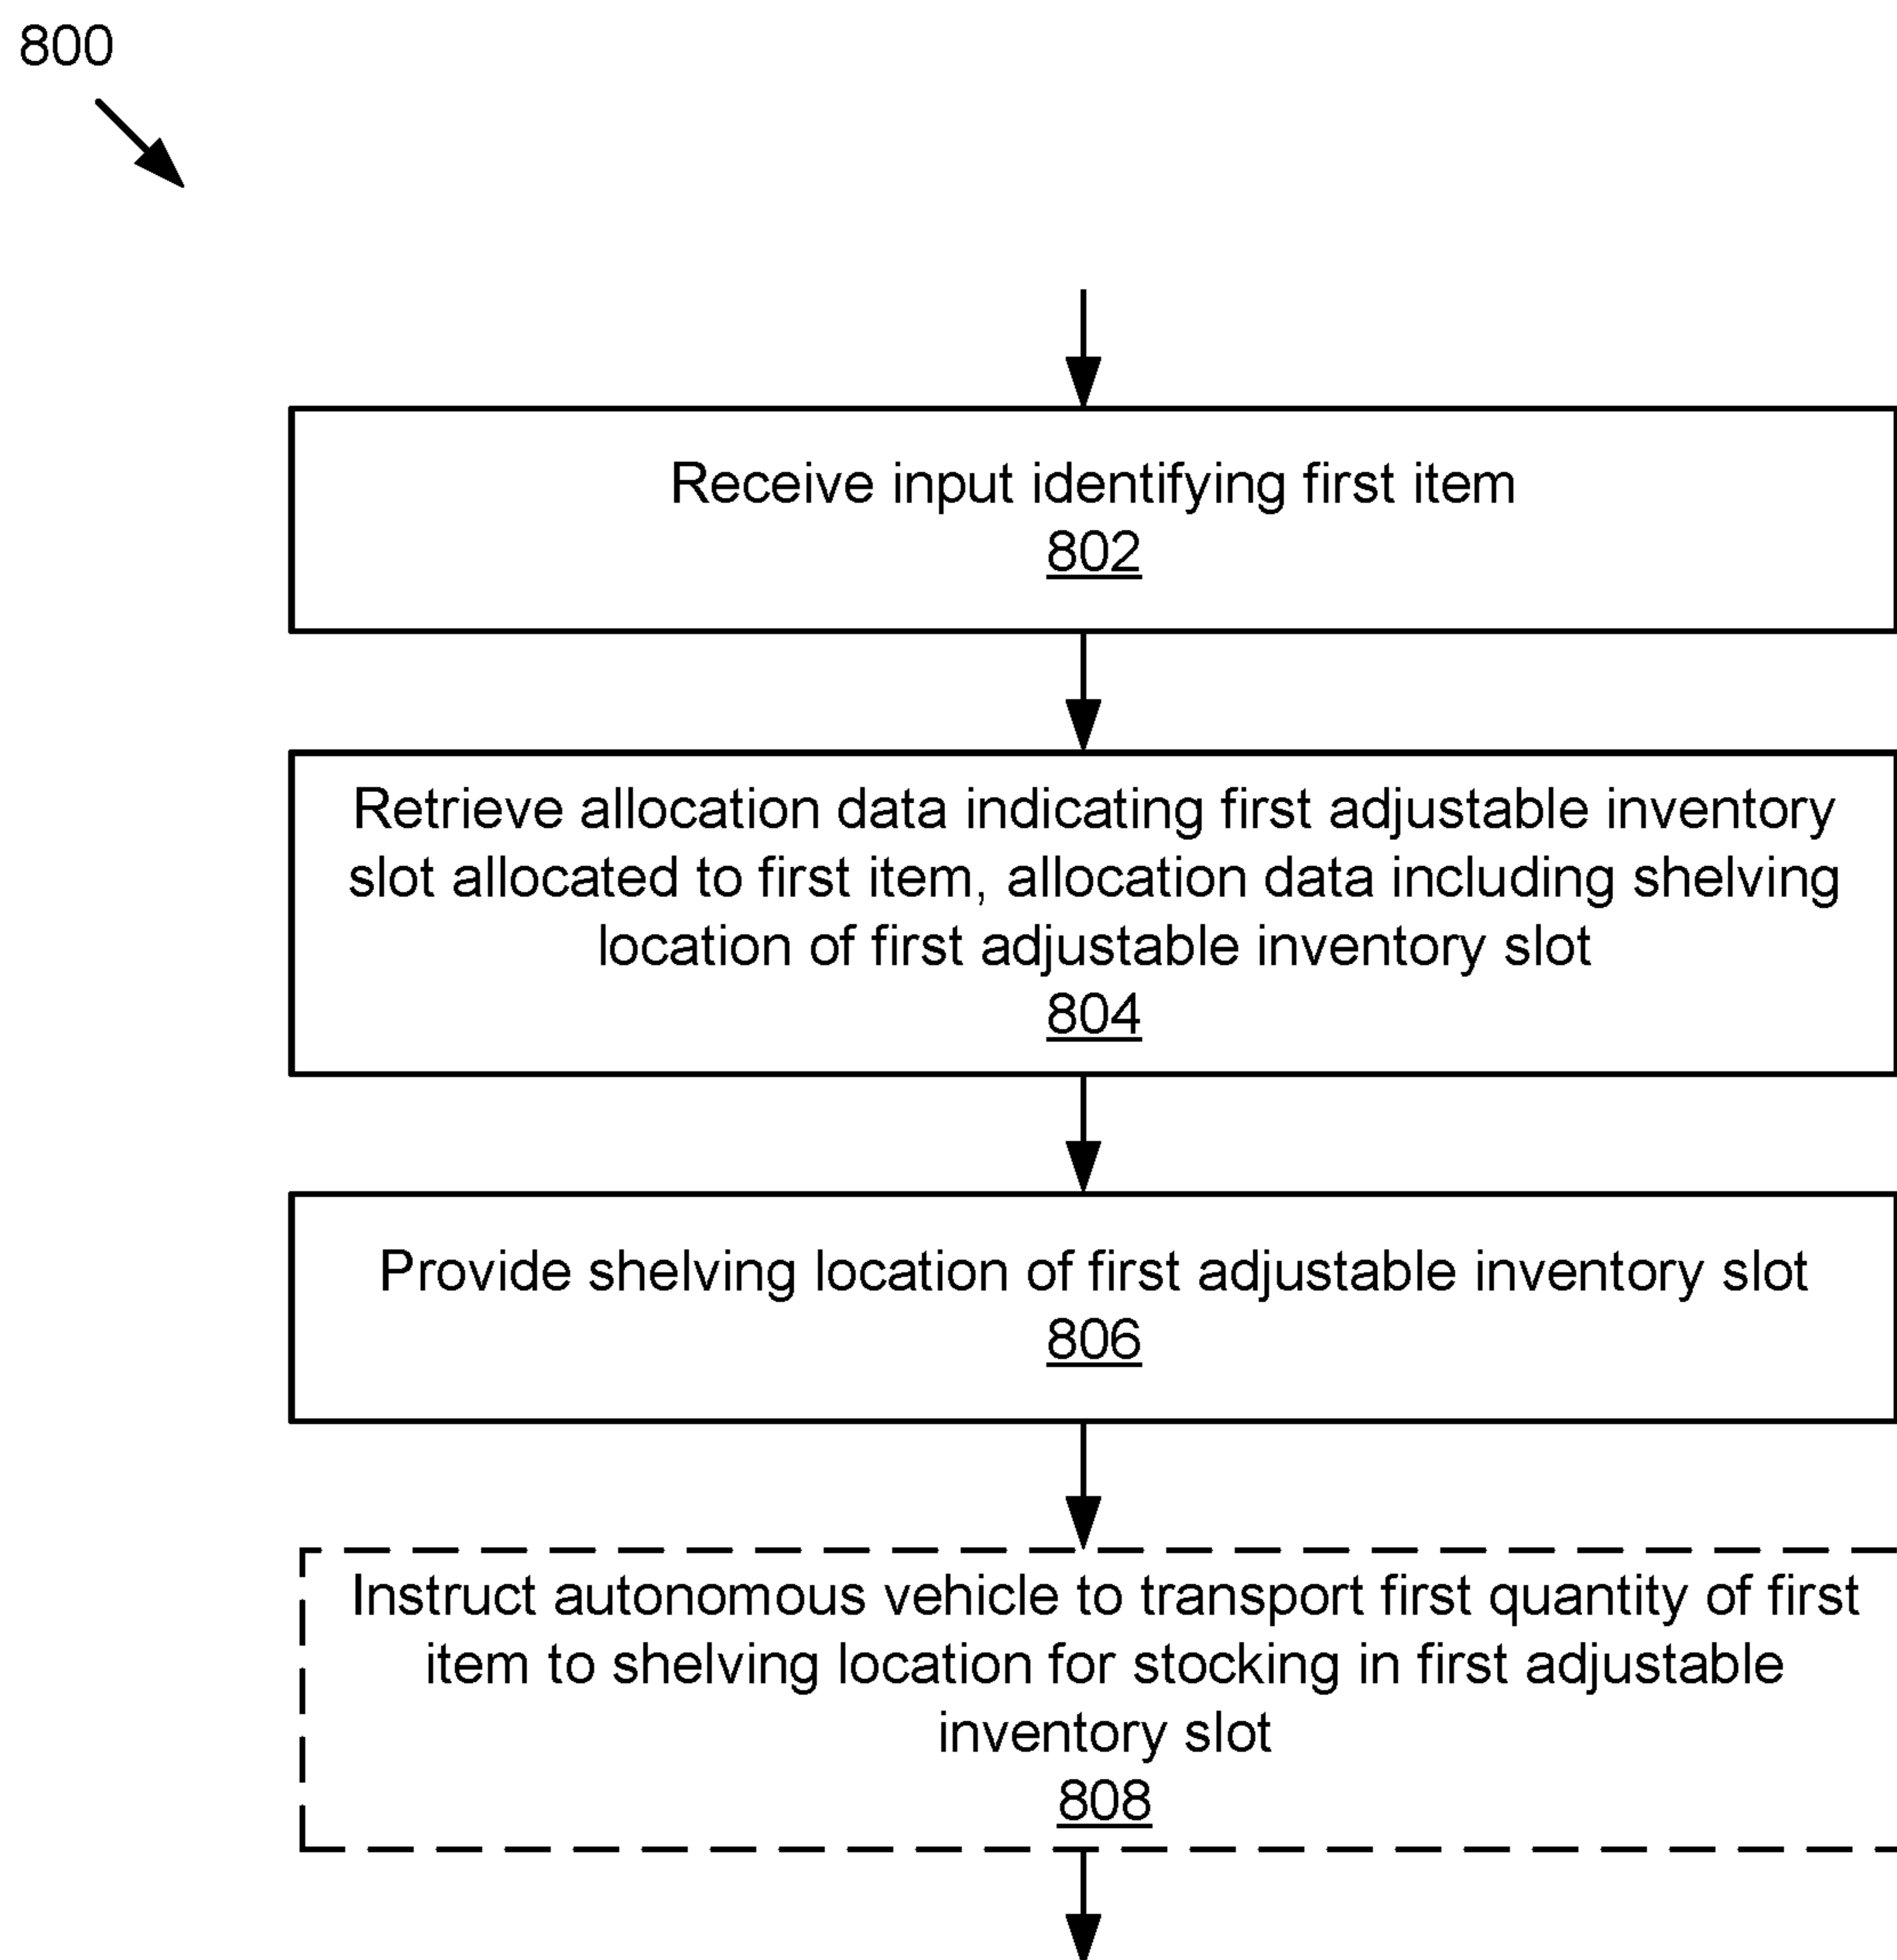 800
Receive input identifying first item
802
Retrieve allocation data indicating first adjustable inventory
slot allocated to first item, allocation data including shelving
location of first adjustable inventory slot
804
Provide shelving location of first adjustable inventory slot
806
Instruct autonomous vehicle to transport first quantity of first
item to shelving location for stocking in first adjustable
inventory slot
808